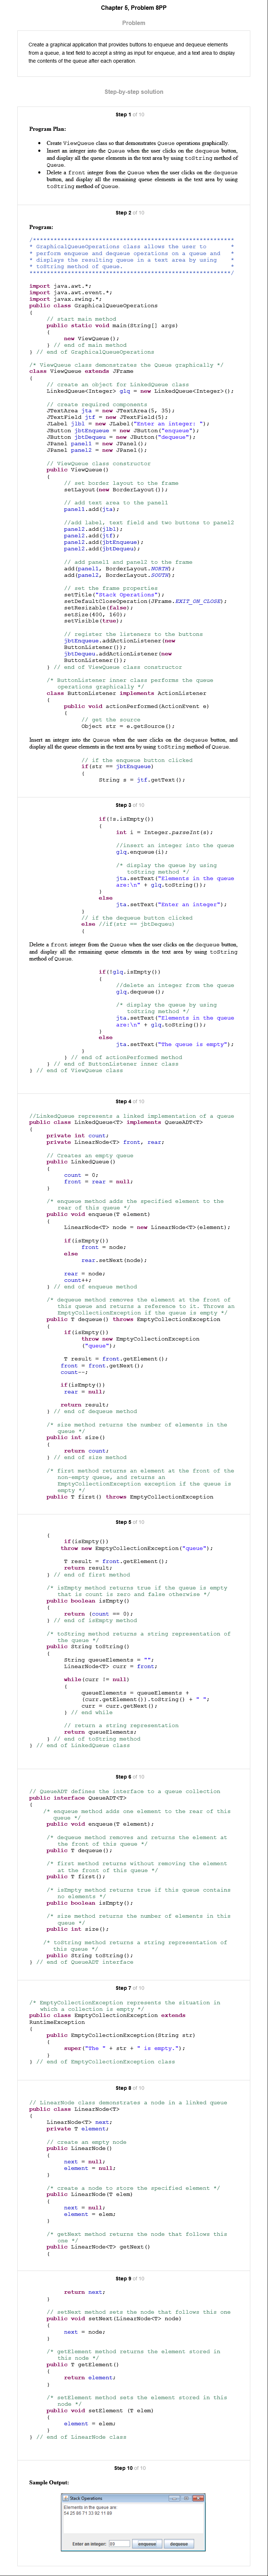 Chapter 5, Problem 8PP
Problem
Create a graphical application that provides buttons to enqueue and dequeue elements
from a queue, a text field to accept a string as input for enqueue, and a text area to display
the contents of the queue after each operation.
Step-by-step solution
Step 1 of 10
Program Plan:
• Create ViewQueue class so that demonstrates Queue operations graphically.
• Insert an integer into the Queue when the user clicks on the dequeue button,
and display all the queue elements in the text area by using toString method of
Queue.
• Delete a front integer from the Queue when the user clicks on the dequeue
button, and display all the remaining queue elements in the text area by using
toString method of Queue.
Step 2 of 10
Program:
/**********************************************************
* GraphicalQueueOperations class allows the user to *
* perform enqueue and dequeue operations on a queue and *
* displays the resulting queue in a text area by using *
* toString method of queue. *
**********************************************************/
import java.awt.*;
import java.awt.event.*;
import javax.swing.*;
public class GraphicalQueueOperations
{
// start main method
public static void main(String[] args)
{
new ViewQueue();
} // end of main method
} // end of GraphicalQueueOperations
/* ViewQueue class demonstrates the Queue graphically */
class ViewQueue extends JFrame
{
// create an object for LinkedQueue class
LinkedQueue<Integer> glq = new LinkedQueue<Integer>();
// create required components
JTextArea jta = new JTextArea(5, 35);
JTextField jtf = new JTextField(5);
JLabel jlbl = new JLabel("Enter an integer: ");
JButton jbtEnqueue = new JButton("enqueue");
JButton jbtDequeu = new JButton("dequeue");
JPanel panel1 = new JPanel();
JPanel panel2 = new JPanel();
// ViewQueue class constructor
public ViewQueue()
{
// set border layout to the frame
setLayout(new BorderLayout());
// add text area to the panel1
panel1.add(jta);
//add label, text field and two buttons to panel2
panel2.add(jlbl);
panel2.add(jtf);
panel2.add(jbtEnqueue);
panel2.add(jbtDequeu);
// add panel1 and panel2 to the frame
add(panel1, BorderLayout.NORTH);
add(panel2, BorderLayout.SOUTH);
// set the frame properties
setTitle("Stack Operations");
setDefaultCloseOperation(JFrame.EXIT_ON_CLOSE);
setResizable(false);
setSize(400, 160);
setVisible(true);
// register the listeners to the buttons
jbtEnqueue.addActionListener(new
ButtonListener());
jbtDequeu.addActionListener(new
ButtonListener());
} // end of ViewQueue class constructor
/* ButtonListener inner class performs the queue
operations graphically */
class ButtonListener implements ActionListener
{
public void actionPerformed(ActionEvent e)
{
// get the source
Object str = e.getSource();
Insert an integer into the Queue when the user clicks on the dequeue button, and
display all the queue elements in the text area by using toString method of Queue.
// if the enqueue button clicked
if(str == jbtEnqueue)
{
String s = jtf.getText();
Step 3 of 10
if(!s.isEmpty())
{
int i = Integer.parseInt(s);
//insert an integer into the queue
glq.enqueue(i);
/* display the queue by using
toString method */
jta.setText("Elements in the queue
are:\n" + glq.toString());
}
else
jta.setText("Enter an integer");
}
// if the dequeue button clicked
else //if(str == jbtDequeu)
{
Delete a front integer from the Queue when the user clicks on the dequeue button,
and display all the remaining queue elements in the text area by using toString
method of Queue.
if(!glq.isEmpty())
{
//delete an integer from the queue
glq.dequeue();
/* display the queue by using
toString method */
jta.setText("Elements in the queue
are:\n" + glq.toString());
}
else
jta.setText("The queue is empty");
}
} // end of actionPerformed method
} // end of ButtonListener inner class
} // end of ViewQueue class
Step 4 of 10
//LinkedQueue represents a linked implementation of a queue
public class LinkedQueue<T> implements QueueADT<T>
{
private int count;
private LinearNode<T> front, rear;
// Creates an empty queue
public LinkedQueue()
{
count = 0;
front = rear = null;
}
/* enqueue method adds the specified element to the
rear of this queue */
public void enqueue(T element)
{
LinearNode<T> node = new LinearNode<T>(element);
if(isEmpty())
front = node;
else
rear.setNext(node);
rear = node;
count++;
} // end of enqueue method
/* dequeue method removes the element at the front of
this queue and returns a reference to it. Throws an
EmptyCollectionException if the queue is empty */
public T dequeue() throws EmptyCollectionException
{
if(isEmpty())
throw new EmptyCollectionException
("queue");
T result = front.getElement();
front = front.getNext();
count--;
if(isEmpty())
rear = null;
return result;
} // end of dequeue method
/* size method returns the number of elements in the
queue */
public int size()
{
return count;
} // end of size method
/* first method returns an element at the front of the
non-empty queue, and returns an
EmptyCollectionException exception if the queue is
empty */
public T first() throws EmptyCollectionException
Step 5 of 10
{
if(isEmpty())
throw new EmptyCollectionException("queue");
T result = front.getElement();
return result;
} // end of first method
/* isEmpty method returns true if the queue is empty
that is count is zero and false otherwise */
public boolean isEmpty()
{
return (count == 0);
} // end of isEmpty method
/* toString method returns a string representation of
the queue */
public String toString()
{
String queueElements = "";
LinearNode<T> curr = front;
while(curr != null)
{
queueElements = queueElements +
(curr.getElement()).toString() + " ";
curr = curr.getNext();
} // end while
// return a string representation
return queueElements;
} // end of toString method
} // end of LinkedQueue class
Step 6 of 10
// QueueADT defines the interface to a queue collection
public interface QueueADT<T>
{
/* enqueue method adds one element to the rear of this
queue */
public void enqueue(T element);
/* dequeue method removes and returns the element at
the front of this queue */
public T dequeue();
/* first method returns without removing the element
at the front of this queue */
public T first();
/* isEmpty method returns true if this queue contains
no elements */
public boolean isEmpty();
/* size method returns the number of elements in this
queue */
public int size();
/* toString method returns a string representation of
this queue */
public String toString();
} // end of QueueADT interface
Step 7 of 10
/* EmptyCollectionException represents the situation in
which a collection is empty */
public class EmptyCollectionException extends
RuntimeException
{
public EmptyCollectionException(String str)
{
super("The " + str + " is empty.");
}
} // end of EmptyCollectionException class
Step 8 of 10
// LinearNode class demonstrates a node in a linked queue
public class LinearNode<T>
{
LinearNode<T> next;
private T element;
// create an empty node
public LinearNode()
{
next = null;
element = null;
}
/* create a node to store the specified element */
public LinearNode(T elem)
{
next = null;
element = elem;
}
/* getNext method returns the node that follows this
one */
public LinearNode<T> getNext()
{
Step 9 of 10
return next;
}
// setNext method sets the node that follows this one
public void setNext(LinearNode<T> node)
{
next = node;
}
/* getElement method returns the element stored in
this node */
public T getElement()
{
return element;
}
/* setElement method sets the element stored in this
node */
public void setElement (T elem)
{
element = elem;
}
} // end of LinearNode class
Step 10 of 10
Sample Output:
Stack Operations
Elements in the queue are:
54 25 86 71 33 92 11 89
Enter an integer: 89 enqueue dequeue